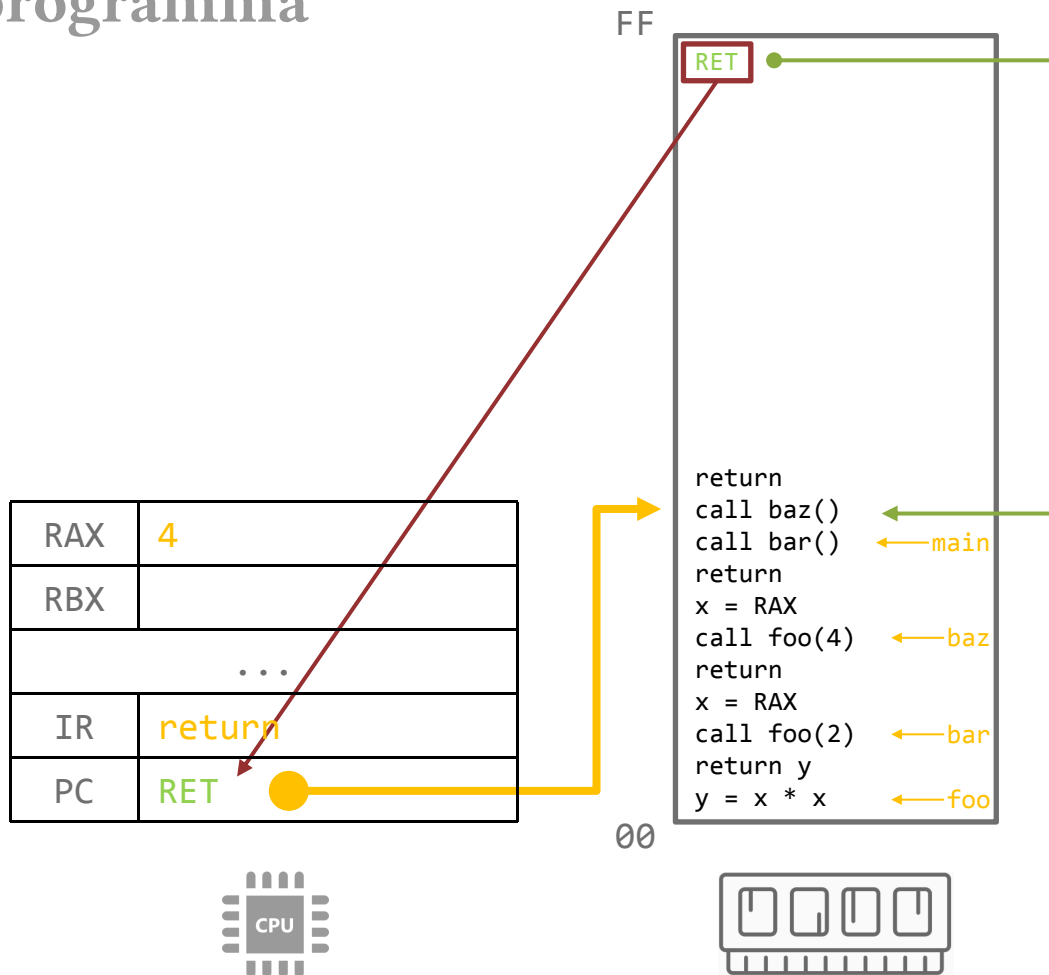 programma
FF
RET
return
call baz()
call bar() main
return
x = RAX
call foo(4) baz
return
x = RAX
call foo(2) bar
return y
y = x * x foo
00
RAX 4
RBX
...
IR return
PC RET
CPU